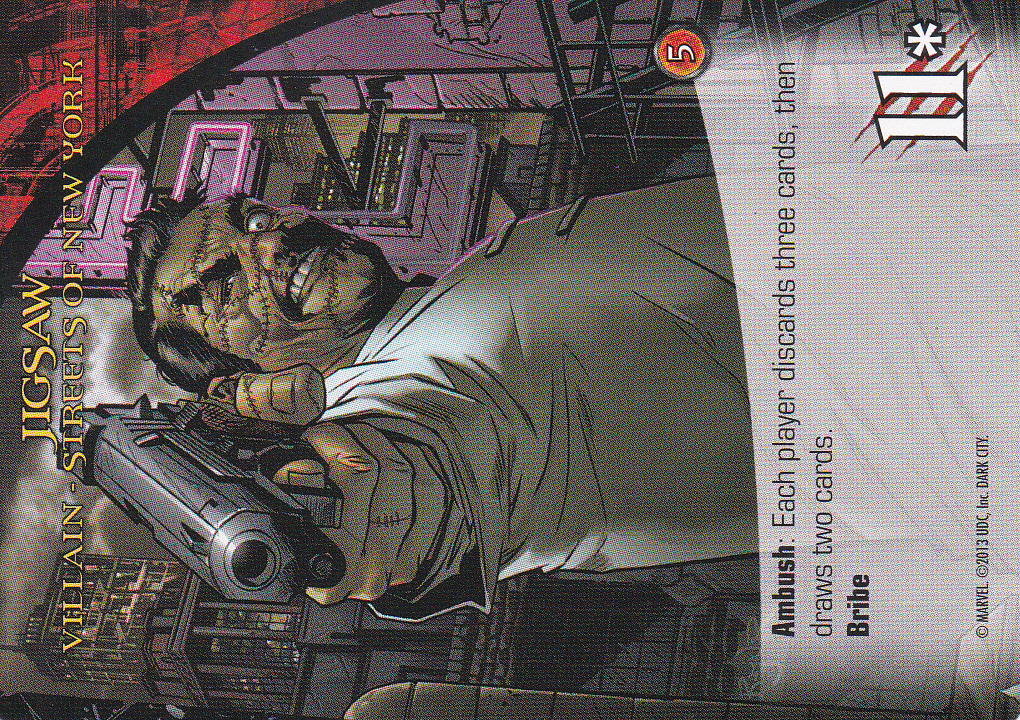 JIGSAW
VILLAIN - STREETS OF NEW YORK
5
Ambush: Each player discards three cards, then
draws two cards.
Bribe
11*
© MARVEL. ©2013 UDC, Inc. DARK CITY.